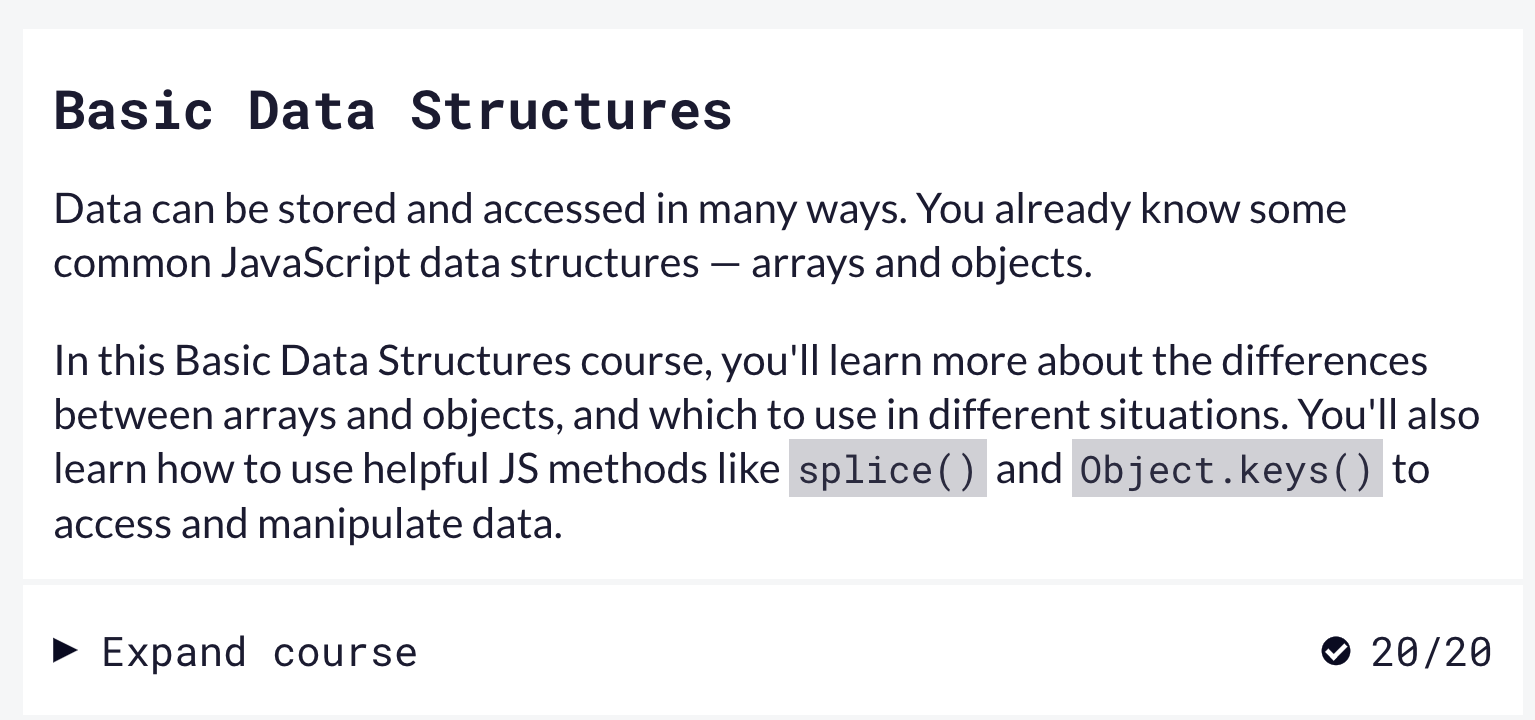 Basic Data Structures
Data can be stored and accessed in many ways. You already know some
common JavaScript data structures — arrays and objects.
In this Basic Data Structures course, you'll learn more about the differences
between arrays and objects, and which to use in different situations. You'll also
learn how to use helpful JS methods like splice() and Object.keys() to
access and manipulate data.
Expand course 20/20